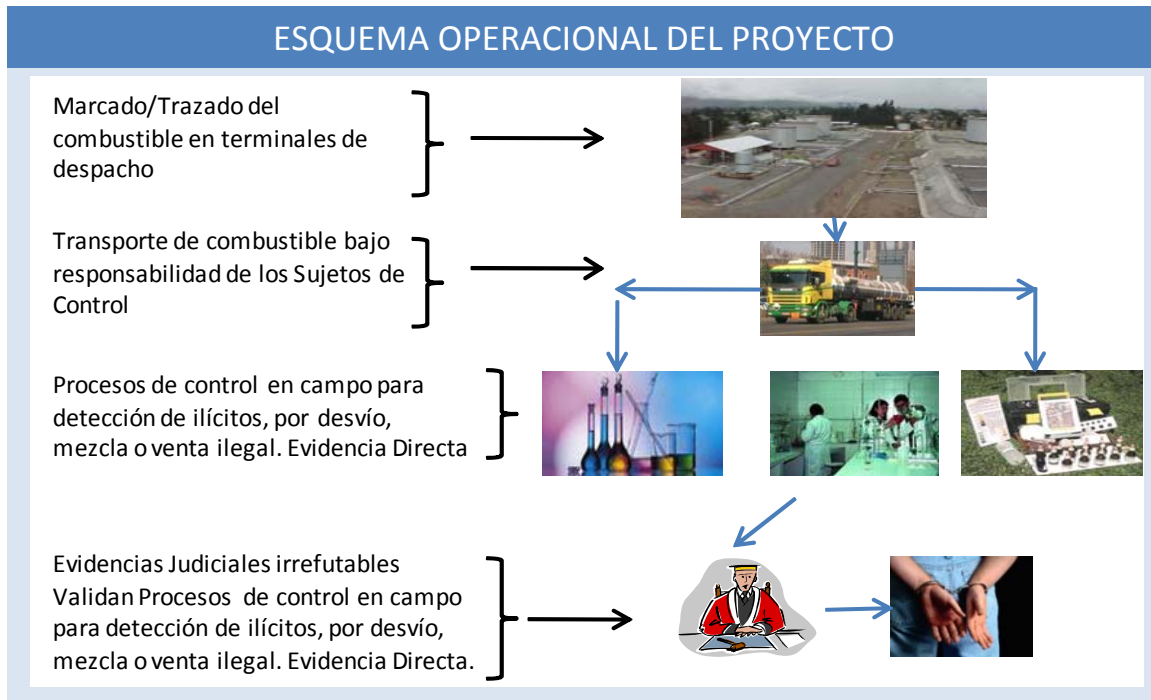 ESQUEMA OPERACIONAL DEL PROYECTO
Marcado/Trazado del
combustible en terminales de
despacho
Transporte de combustible bajo
responsabilidad de los Sujetos de
Control
Procesos de control en campo para
detección de ilícitos, por desvío,
mezcla o venta ilegal. Evidencia Directa
Evidencias Judiciales irrefutables
Validan Procesos de control en campo
para detección de ilícitos, por desvío,
mezcla o venta ilegal. Evidencia Directa.